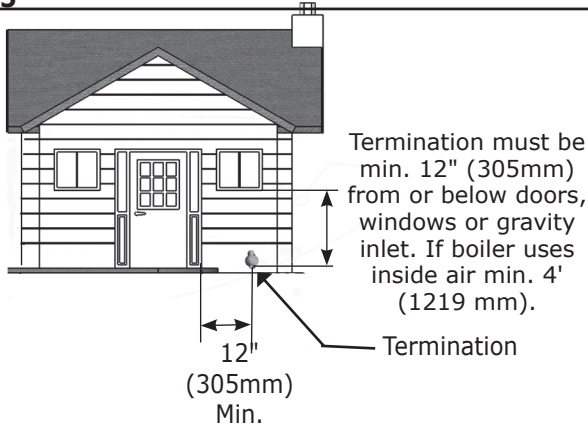 Termination must be
min. 12" (305mm)
from or below doors,
windows or gravity
inlet. If boiler uses
inside air min. 4'
(1219 mm).
Termination
12"
(305mm)
Min.